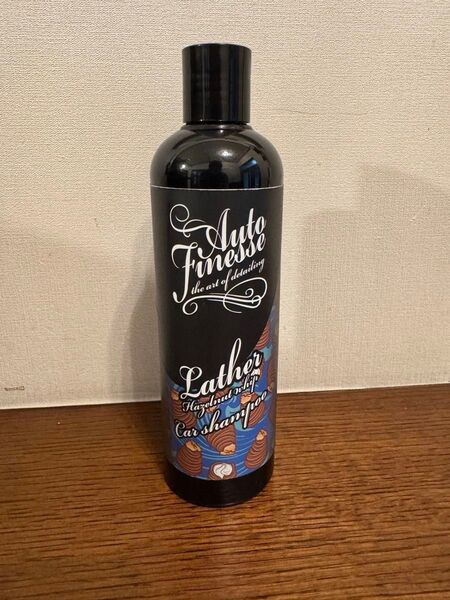 Auto
Finesse
the art of detailing
Lather
Hazelnut whip
Car shampoo